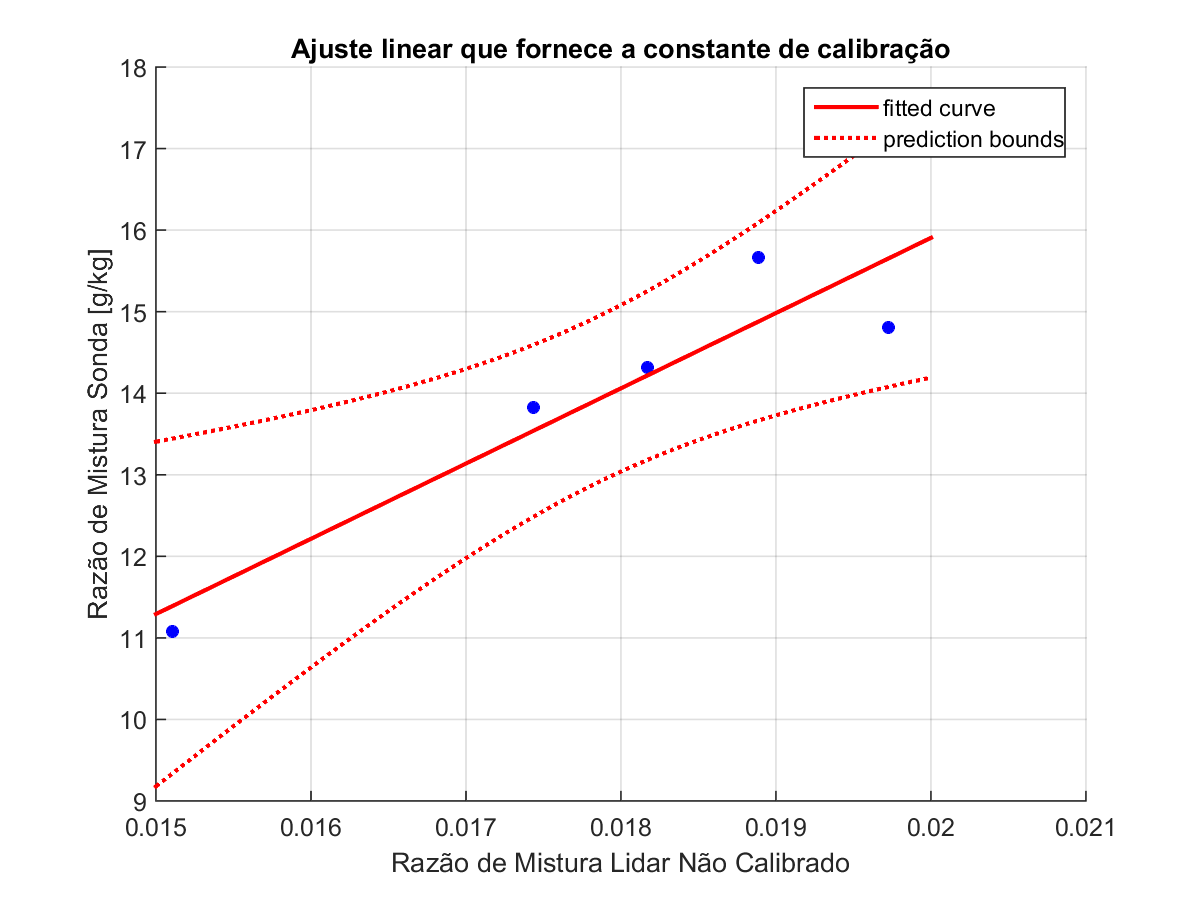 Ajuste linear que fornece a constante de calibração
fitted curve
prediction bounds
Razão de Mistura Sonda [g/kg]
18
17
16
15
14
13
12
11
10
9
0.015 0.016 0.017 0.018 0.019 0.02 0.021
Razão de Mistura Lidar Não Calibrado